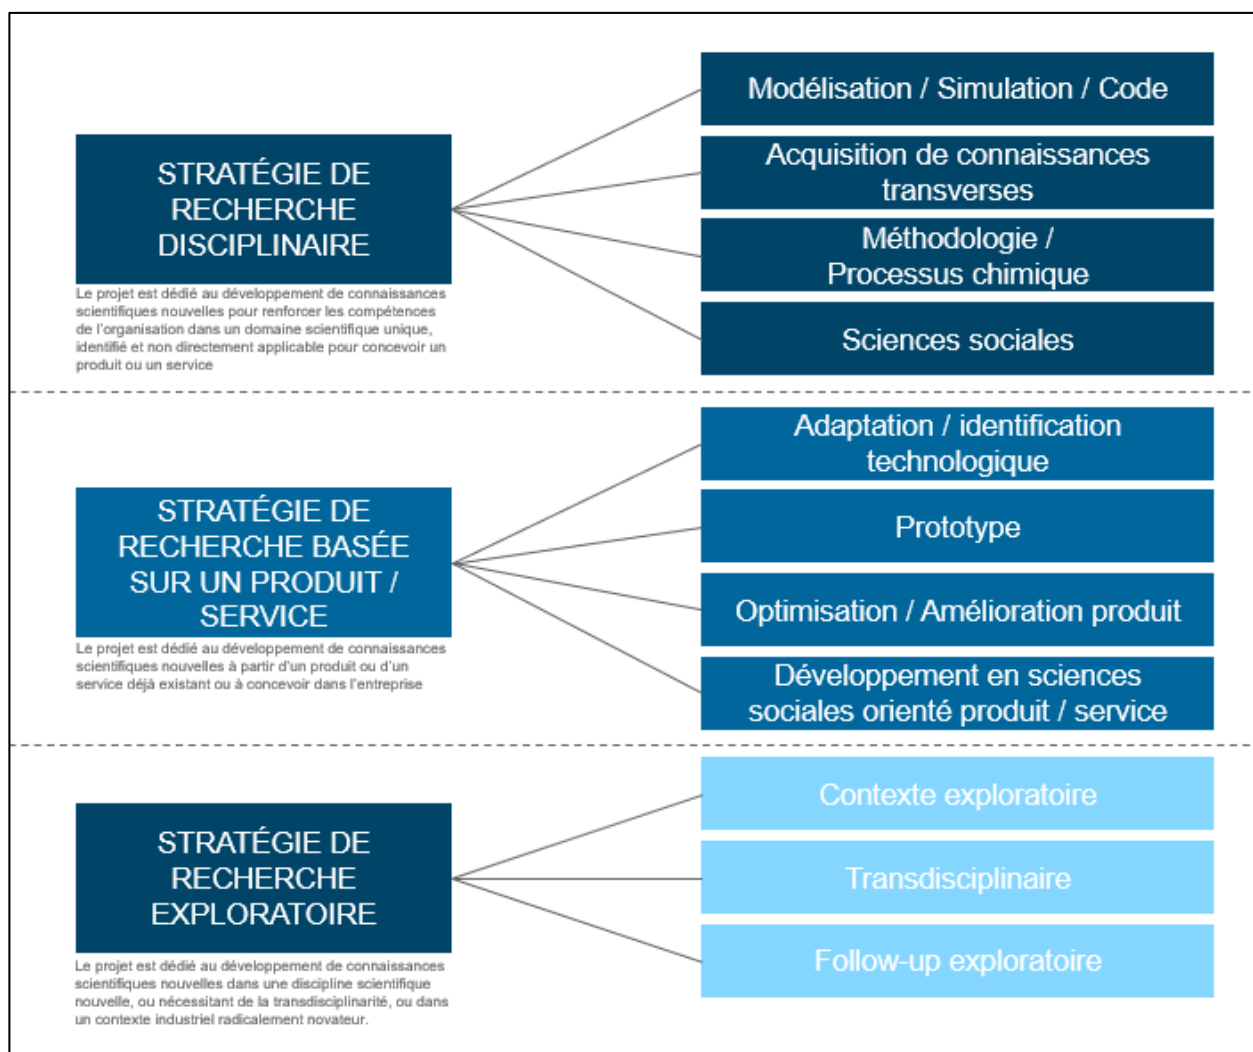 STRATÉGIE DE
RECHERCHE
DISCIPLINAIRE
Le projet est dédié au développement de connaissances
scientifiques nouvelles pour renforcer les compétences
de l'organisation dans un domaine scientifique unique,
identifié et non directement applicable pour concevoir un
produit ou un service
Modélisation / Simulation / Code
Acquisition de connaissances
transverses
Méthodologie /
Processus chimique
Sciences sociales
STRATÉGIE DE
RECHERCHE BASÉE
SUR UN PRODUIT /
SERVICE
Le projet est dédié au développement de connaissances
scientifiques nouvelles à partir d'un produit ou d'un
service déjà existant ou à concevoir dans l'entreprise
Adaptation / identification
technologique
Prototype
Optimisation / Amélioration produit
Développement en sciences
sociales orienté produit / service
STRATÉGIE DE
RECHERCHE
EXPLORATOIRE
Le projet est dédié au développement de connaissances
scientifiques nouvelles dans une discipline scientifique
nouvelle, ou nécessitant de la transdisciplinarité, ou dans
un contexte industriel radicalement novateur.
Contexte exploratoire
Transdisciplinaire
Follow-up exploratoire